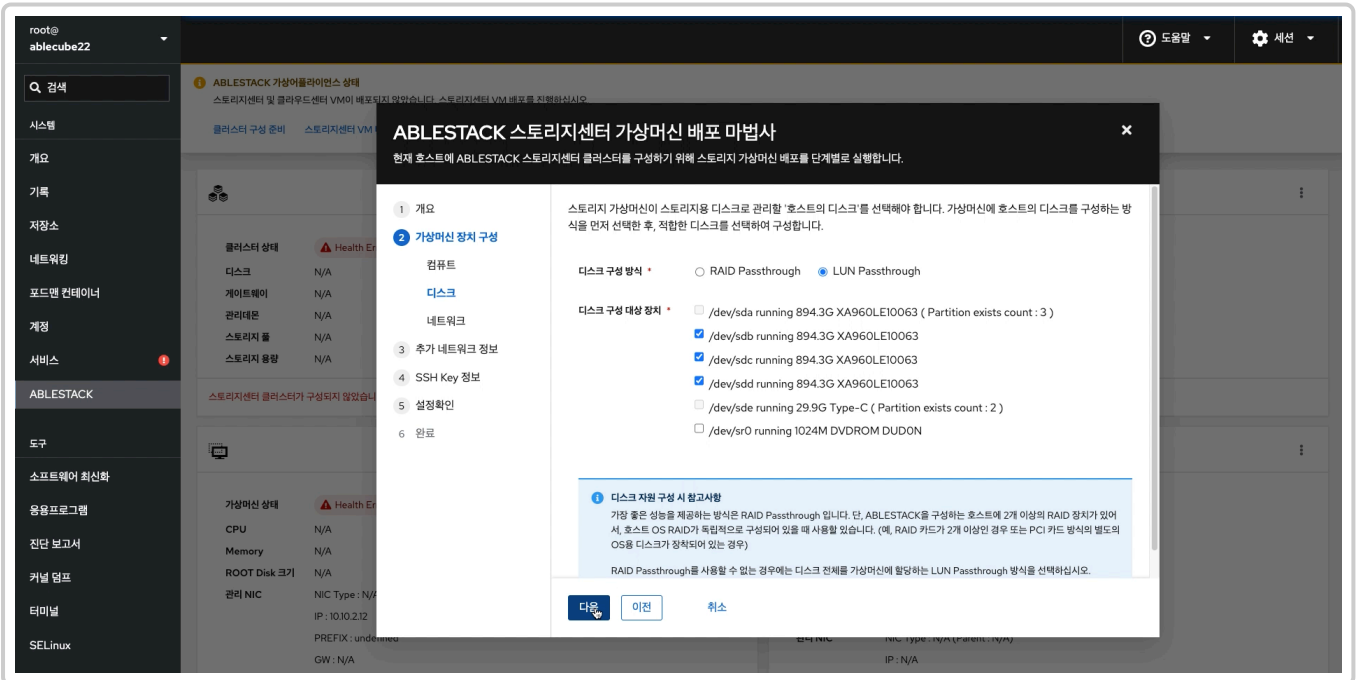 root@
ablecube22
도움말
세션
검색
시스템
개요
기록
저장소
네트워킹
포드맨 컨테이너
계정
서비스
ABLESTACK
도구
소프트웨어 최신화
응용프로그램
진단 보고서
커널 덤프
터미널
SELinux
ABLESTACK 가상어플라이언스 상태
스토리지센터 및 클라우드센터 VM이 배포되지 않았습니다. 스토리지센터 VM 배포를 진행하십시오.
클러스터 구성 준비
스토리지센터 VM
클러스터 상태
Health Er
디스크
N/A
게이트웨이
N/A
관리데몬
N/A
스토리지 풀
N/A
스토리지 용량
N/A
스토리지센터 클러스터가 구성되지 않았습니
가상머신 상태
Health Er
CPU
N/A
Memory
N/A
ROOT Disk 크기
N/A
관리 NIC
NIC Type : N/A
IP : 10.10.2.12
PREFIX : undefined
GW : N/A
ABLESTACK 스토리지센터 가상머신 배포 마법사
현재 호스트에 ABLESTACK 스토리지센터 클러스터를 구성하기 위해 스토리지 가상머신 배포를 단계별로 실행합니다.
1 개요
2 가상머신 장치 구성
컴퓨트
디스크
네트워크
3 추가 네트워크 정보
4 SSH Key 정보
5 설정확인
6 완료
스토리지 가상머신이 스토리지용 디스크로 관리할 '호스트의 디스크'를 선택해야 합니다. 가상머신에 호스트의 디스크를 구성하는 방
식을 먼저 선택한 후, 적합한 디스크를 선택하여 구성합니다.
디스크 구성 방식 *
RAID Passthrough
LUN Passthrough
디스크 구성 대상 장치 *
/dev/sda running 894.3G XA960LE10063 ( Partition exists count : 3 )
/dev/sdb running 894.3G XA960LE10063
/dev/sdc running 894.3G XA960LE10063
/dev/sdd running 894.3G XA960LE10063
/dev/sde running 29.9G Type-C ( Partition exists count : 2 )
/dev/sr0 running 1024M DVDROM DUD0N
디스크 자원 구성 시 참고사항
가장 좋은 성능을 제공하는 방식은 RAID Passthrough 입니다. 단, ABLESTACK을 구성하는 호스트에 2개 이상의 RAID 장치가 있어
서, 호스트 OS RAID가 독립적으로 구성되어 있을 때 사용할 있습니다. (예, RAID 카드가 2개 이상인 경우 또는 PCI 카드 방식의 별도의
OS용 디스크가 장착되어 있는 경우)
RAID Passthrough를 사용할 수 없는 경우에는 디스크 전체를 가상머신에 할당하는 LUN Passthrough 방식을 선택하십시오.
다음
이전
취소
관리 NIC
NIC Type : N/A (Parent : N/A)
IP : N/A